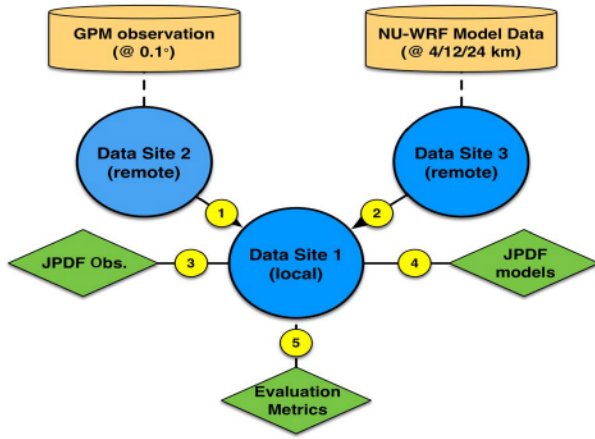 GPM observation
(@ 0.1°)
NU-WRF Model Data
(@ 4/12/24 km)
Data Site 2
(remote)
Data Site 3
(remote)
1
2
JPDF Obs.
3
Data Site 1
(local)
4
JPDF
models
5
Evaluation
Metrics